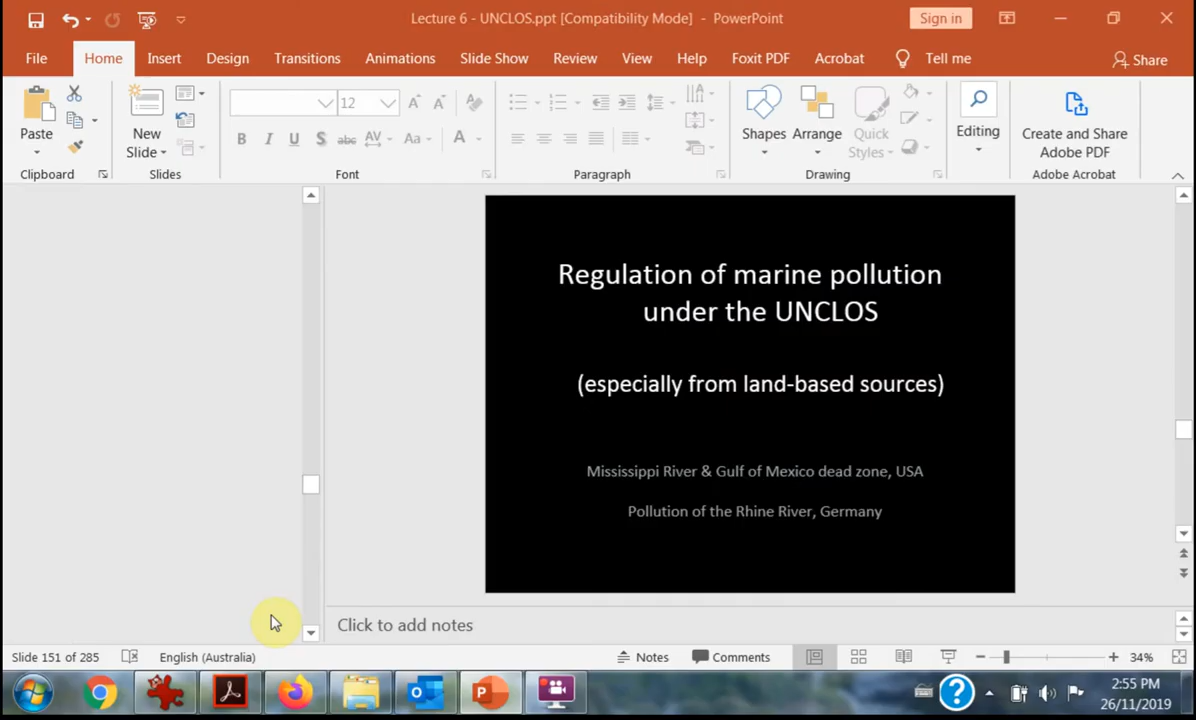 Lecture 6 - UNCLOS.ppt [Compatibility Mode] - PowerPoint
Sign in
File Home Insert Design Transitions Animations Slide Show Review View Help Foxit PDF Acrobat Tell me Share
12
Paste
New
Slide
Shapes
Arrange
Quick
Styles
Editing
Create and Share
Adobe PDF
B I U S abc AV Aa A
Clipboard Slides Font Paragraph Drawing Adobe Acrobat
Regulation of marine pollution
under the UNCLOS
(especially from land-based sources)
Mississippi River & Gulf of Mexico dead zone, USA
Pollution of the Rhine River, Germany
Click to add notes
Slide 151 of 285 English (Australia) Notes Comments 34%
2:55 PM
26/11/2019